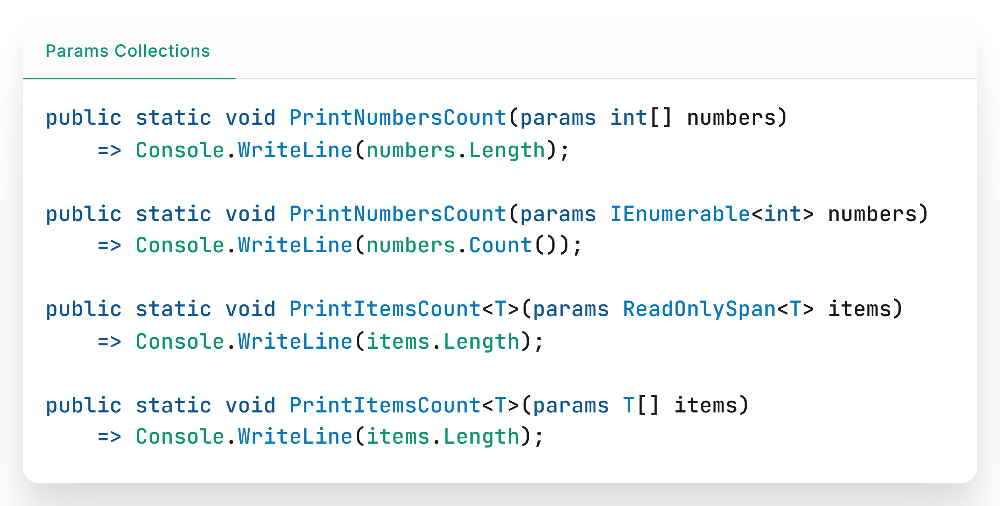 Params Collections
public static void PrintNumbersCount(params int[] numbers)
    => Console.WriteLine(numbers.Length);
public static void PrintNumbersCount(params IEnumerable<int> numbers)
    => Console.WriteLine(numbers.Count());
public static void PrintItemsCount<T>(params ReadOnlySpan<T> items)
    => Console.WriteLine(items.Length);
public static void PrintItemsCount<T>(params T[] items)
    => Console.WriteLine(items.Length);